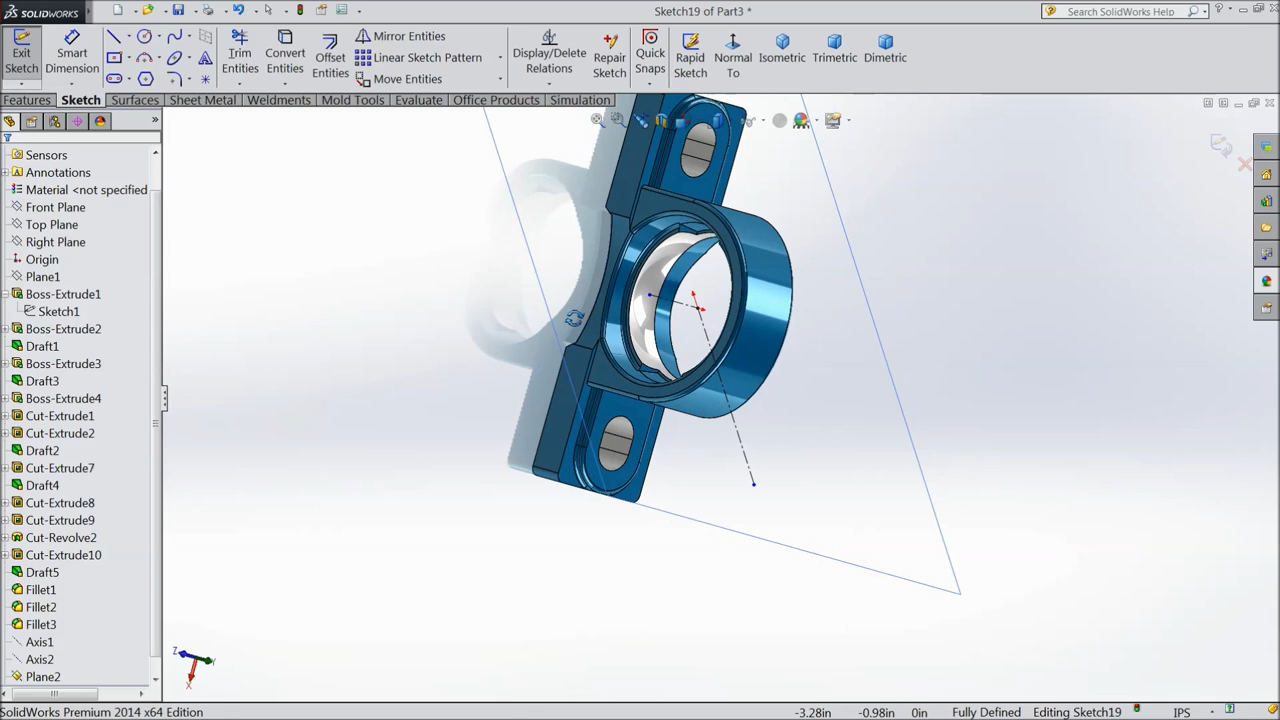 SOLIDWORKS
Sketch19 of Part3 *
Search SolidWorks Help
Exit Sketch
Smart Dimension
Trim Entities
Convert Entities
Offset Entities
Mirror Entities
Linear Sketch Pattern
Move Entities
Display/Delete Relations
Repair Sketch
Quick Snaps
Rapid Sketch
Normal To
Isometric
Trimetric
Dimetric
Features
Sketch
Surfaces
Sheet Metal
Weldments
Mold Tools
Evaluate
Office Products
Simulation
Sensors
Annotations
Material <not specified
Front Plane
Top Plane
Right Plane
Origin
Plane1
Boss-Extrude1
Sketch1
Boss-Extrude2
Draft1
Boss-Extrude3
Draft3
Boss-Extrude4
Cut-Extrude1
Cut-Extrude2
Draft2
Cut-Extrude7
Draft4
Cut-Extrude8
Cut-Extrude9
Cut-Revolve2
Cut-Extrude10
Draft5
Fillet1
Fillet2
Fillet3
Axis1
Axis2
Plane2
Z
Y
X
SolidWorks Premium 2014 x64 Edition
-3.28in
-0.98in
0in
Fully Defined
Editing Sketch19
IPS